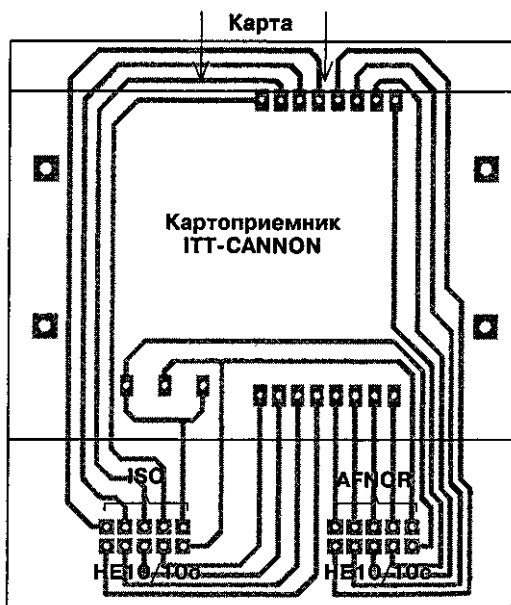 Карта
Картоприемник
ITT-CANNON
ISO AFNOR
HE10/10c HE10/10c